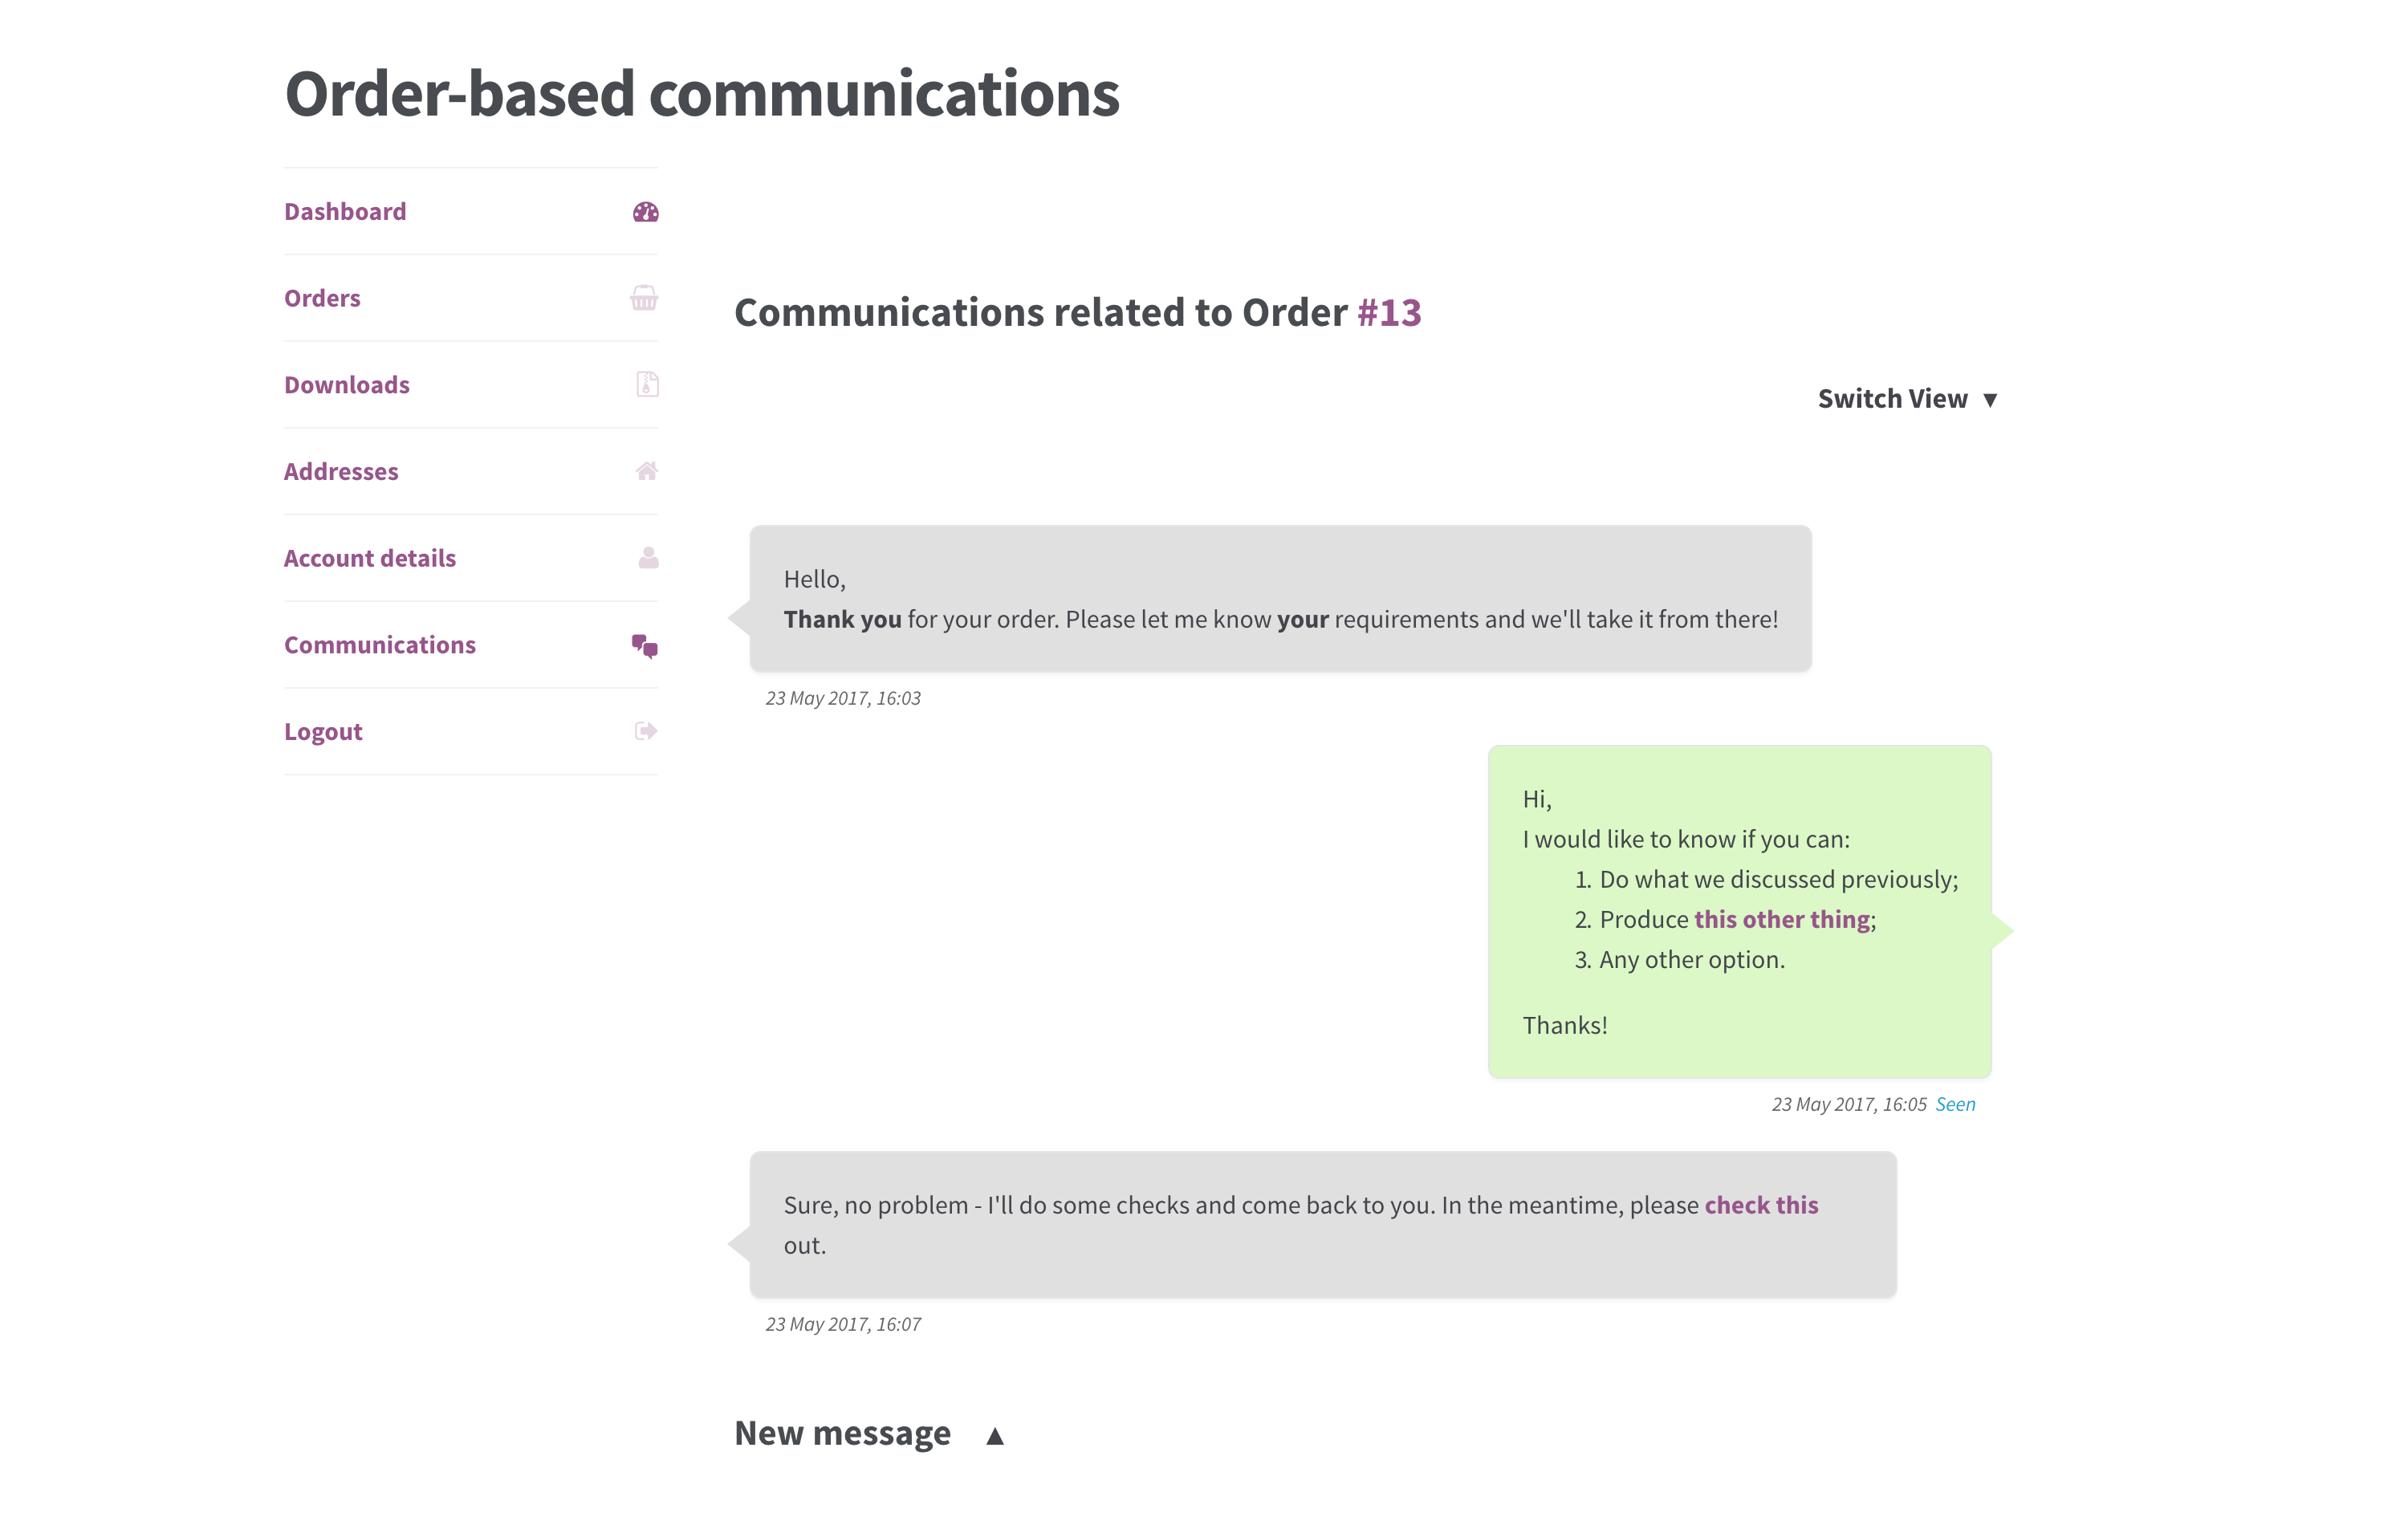 Order-based communications
Dashboard
Orders
Downloads
Addresses
Account details
Communications
Logout
Communications related to Order #13
Switch View ▼
Hello,
Thank you for your order. Please let me know your requirements and we'll take it from there!
23 May 2017, 16:03
Hi,
I would like to know if you can:
1. Do what we discussed previously;
2. Produce this other thing;
3. Any other option.
Thanks!
23 May 2017, 16:05 Seen
Sure, no problem - I'll do some checks and come back to you. In the meantime, please check this
out.
23 May 2017, 16:07
New message ▲